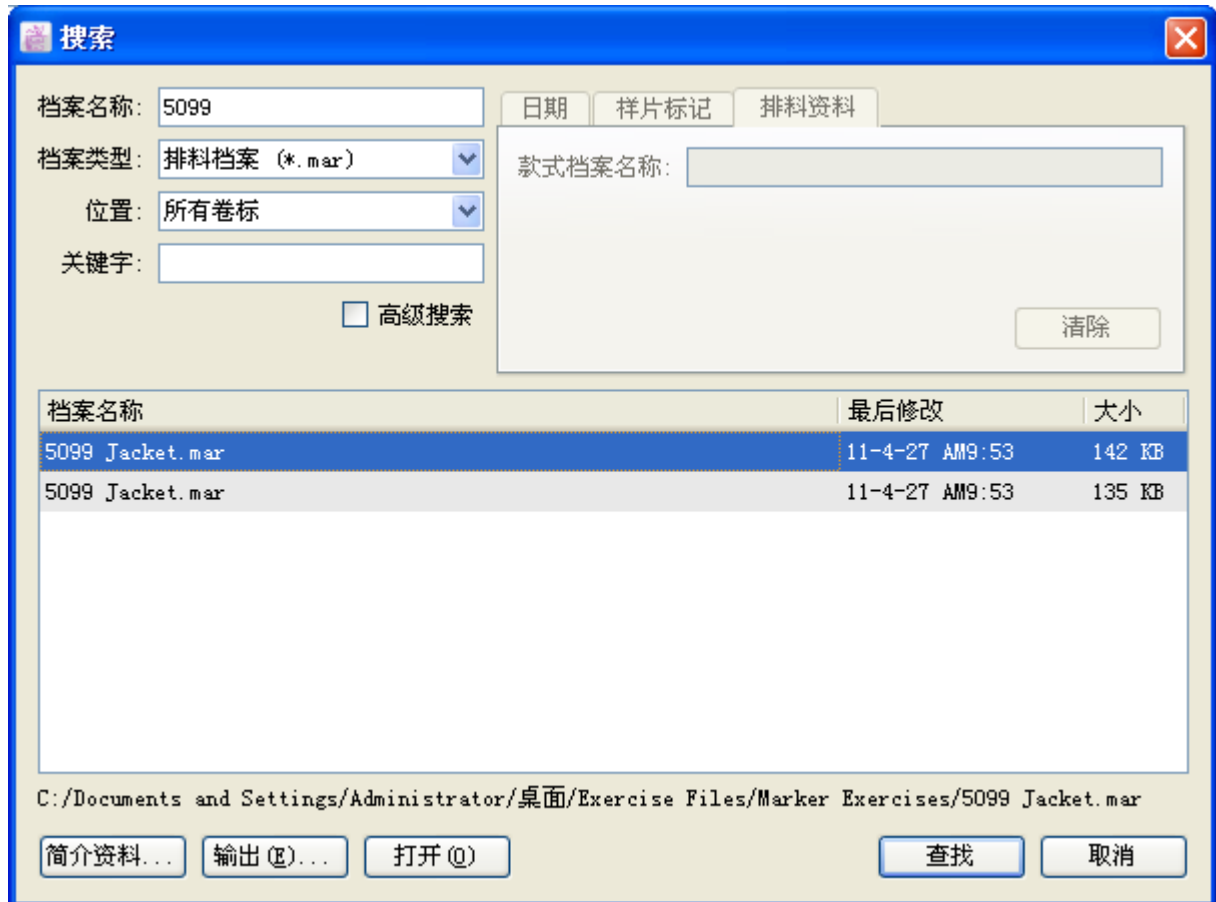 搜索
档案名称: 5099
档案类型: 排料档案 (*.mar)
位置: 所有卷标
关键字:
高级搜索
日期 样片标记 排料资料
款式档案名称:
清除
档案名称 最后修改 大小
5099 Jacket.mar 11-4-27 AM9:53 142 KB
5099 Jacket.mar 11-4-27 AM9:53 135 KB
C:/Documents and Settings/Administrator/桌面/Exercise Files/Marker Exercises/5099 Jacket.mar
简介资料... 输出(E)... 打开(O) 查找 取消